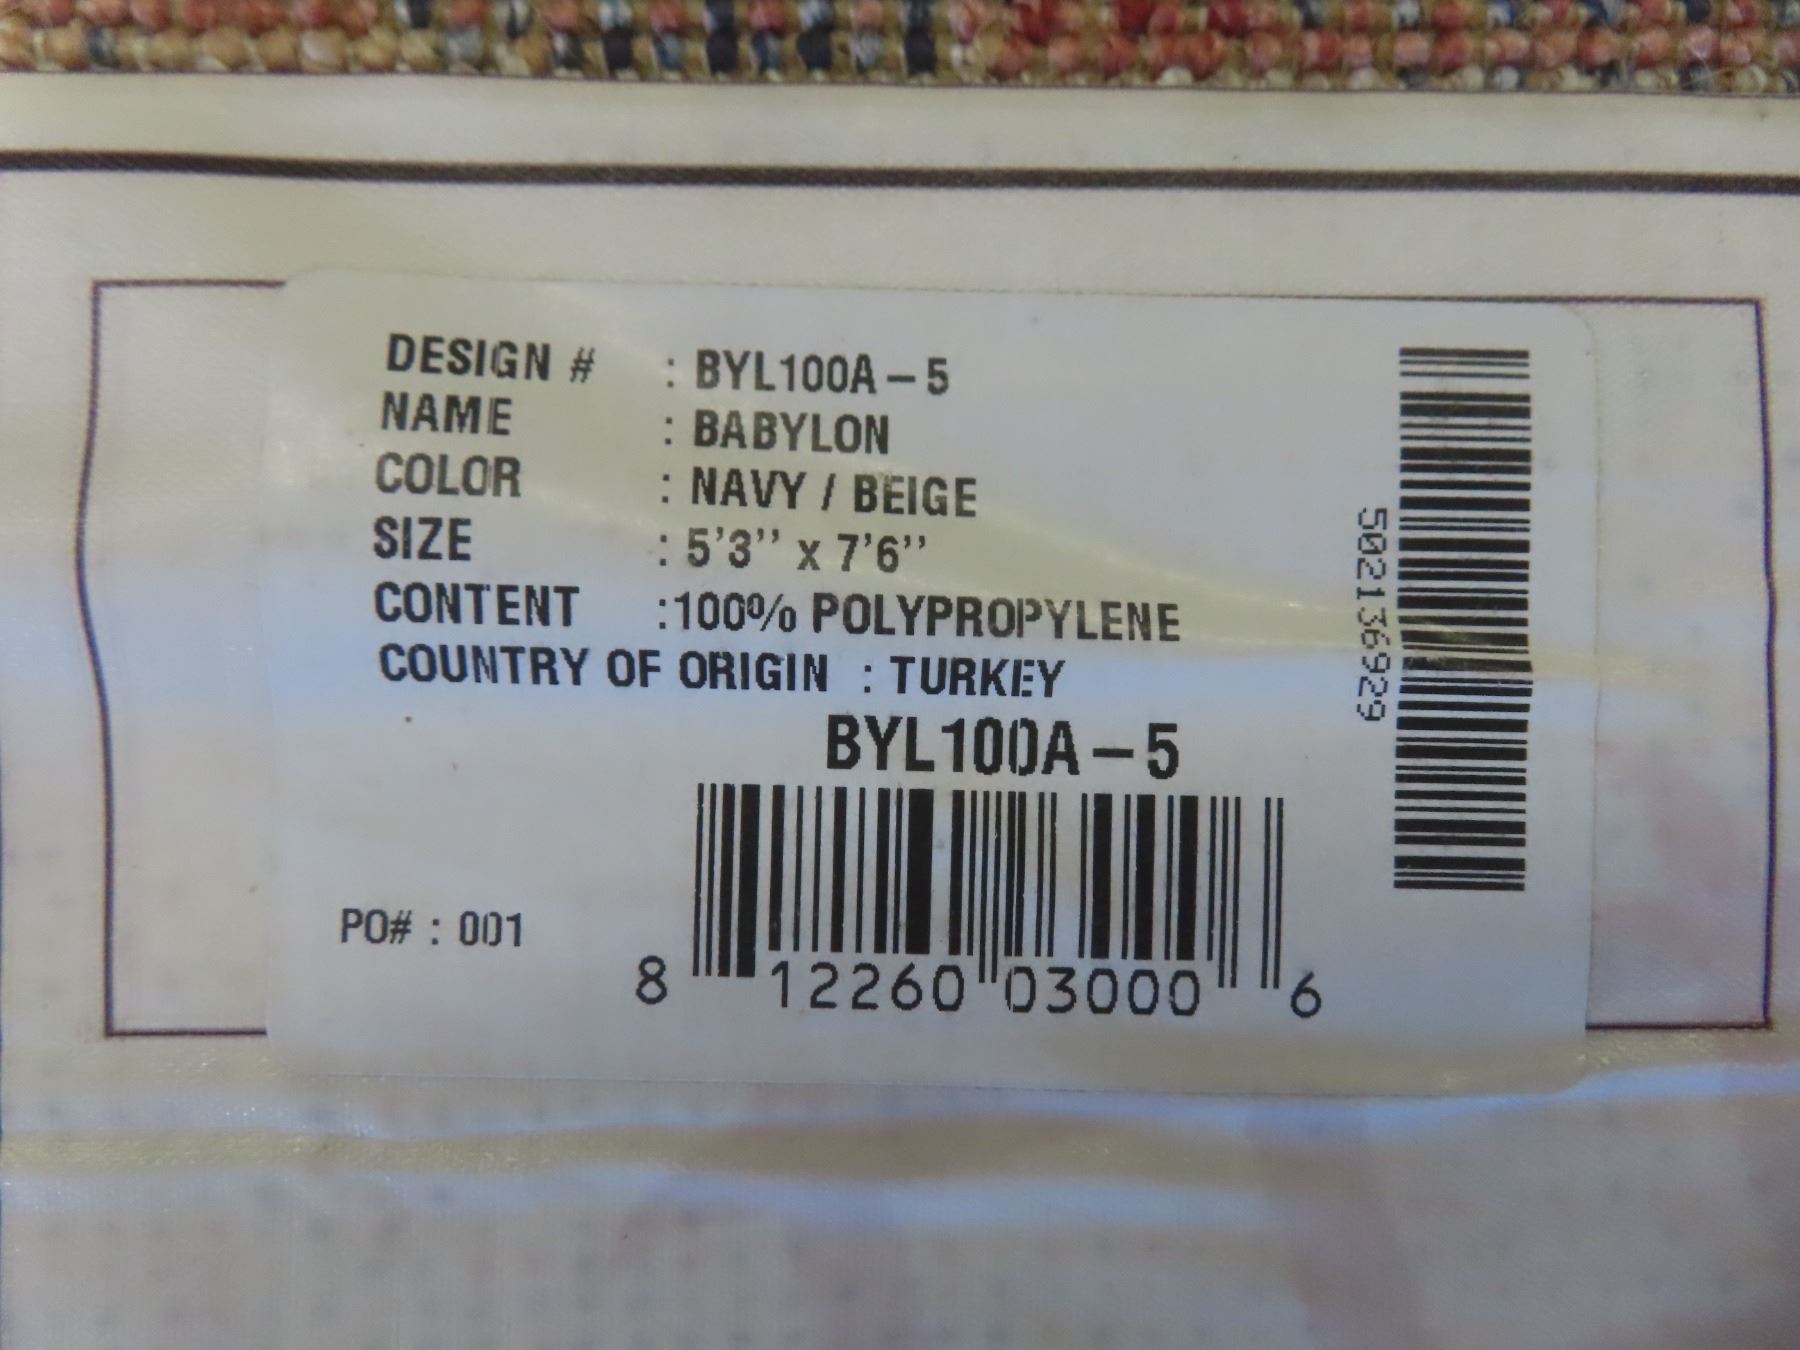 DESIGN # : BYL100A – 5
NAME : BABYLON
COLOR : NAVY / BEIGE
SIZE : 5'3'' x 7'6''
CONTENT :100% POLYPROPYLENE
COUNTRY OF ORIGIN : TURKEY
BYL100A – 5
PO# : 001
8 12260 03000 6
502136929